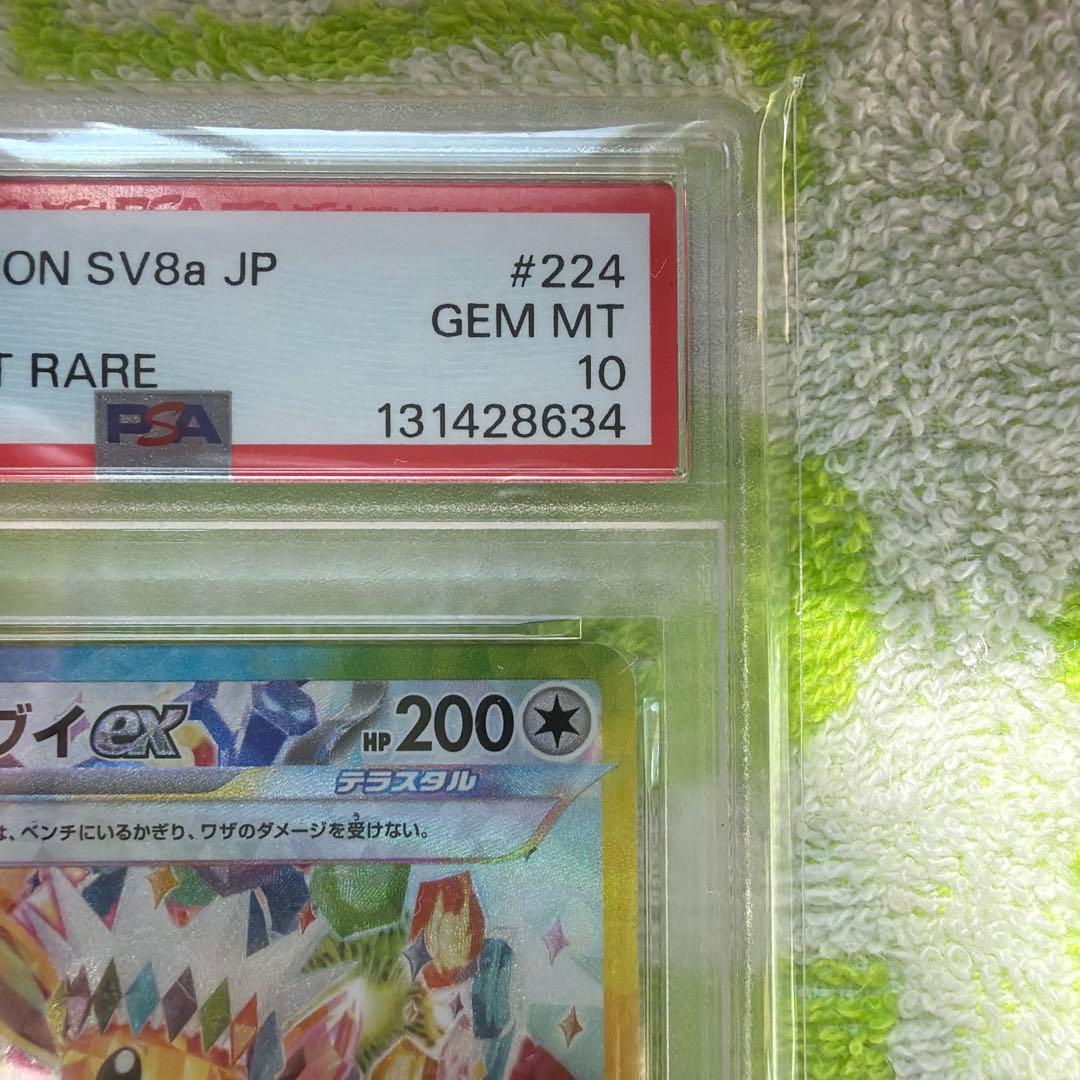 ON SV8a JP #224
GEM MT
T RARE 10
PSA 131428634
ブイex HP 200
テラスタル
は、ベンチにいるかぎり、ワザのダメージを受けない。